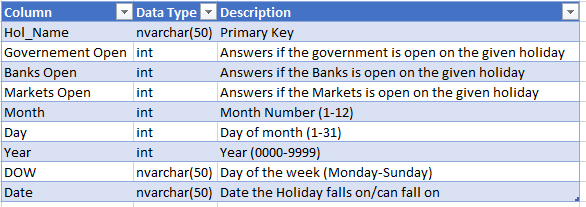 Column Data Type Description
Hol_Name nvarchar(50) Primary Key
Governement Open int Answers if the government is open on the given holiday
Banks Open int Answers if the Banks is open on the given holiday
Markets Open int Answers if the Markets is open on the given holiday
Month int Month Number (1-12)
Day int Day of month (1-31)
Year int Year (0000-9999)
DOW nvarchar(50) Day of the week (Monday-Sunday)
Date nvarchar(50) Date the Holiday falls on/can fall on